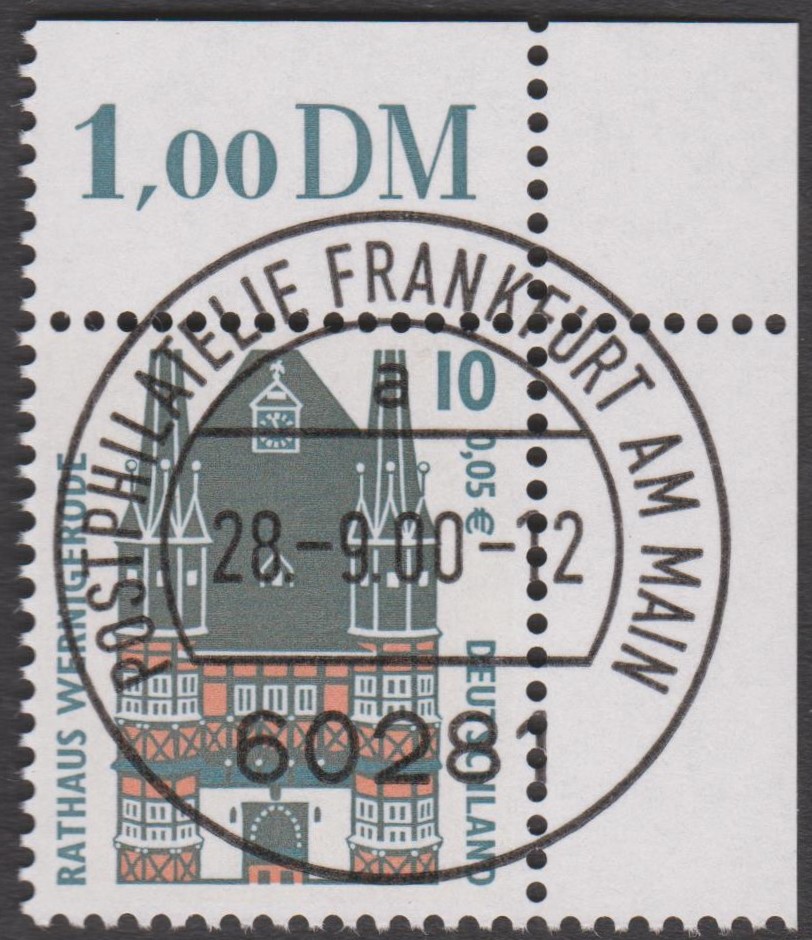 1,00 DM
POSTPHILATELIE FRANKFURT AM MAIN
a
10
0,05 €
28.-9.00-12
RATHAUS WERNIGERODE
DEUTSCHLAND
60281